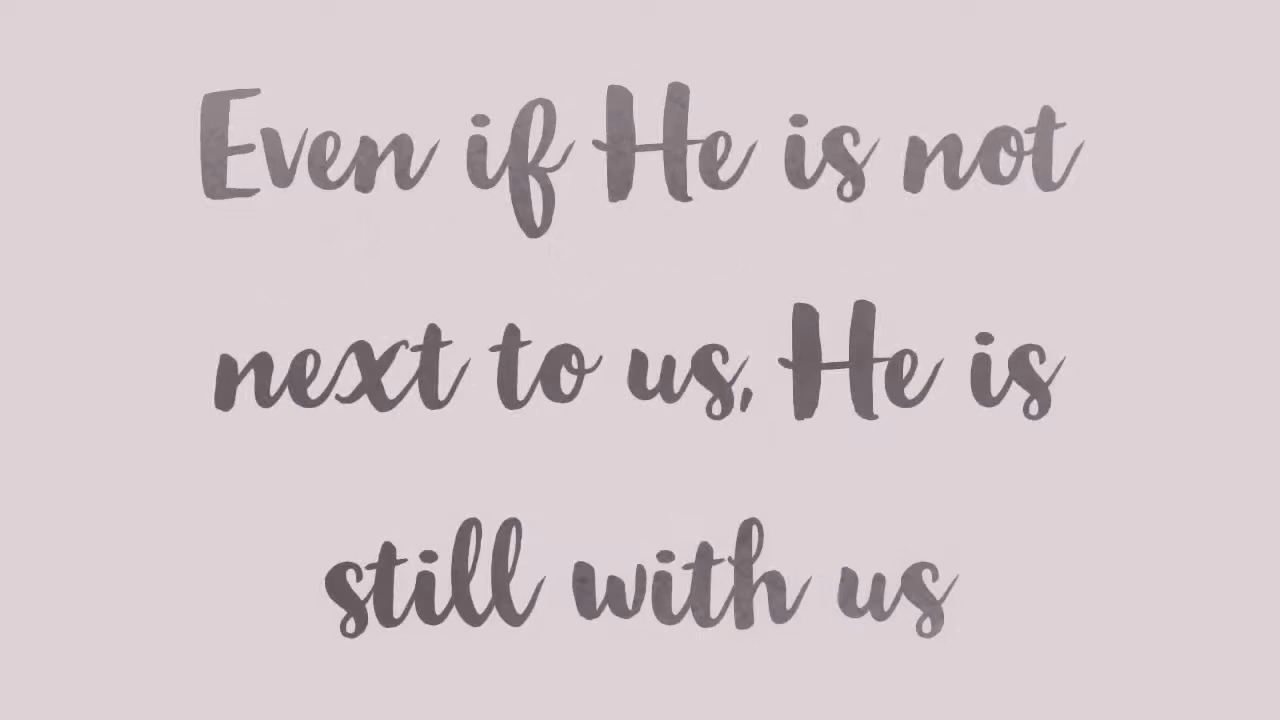 Even if He is not
next to us, He is
still with us